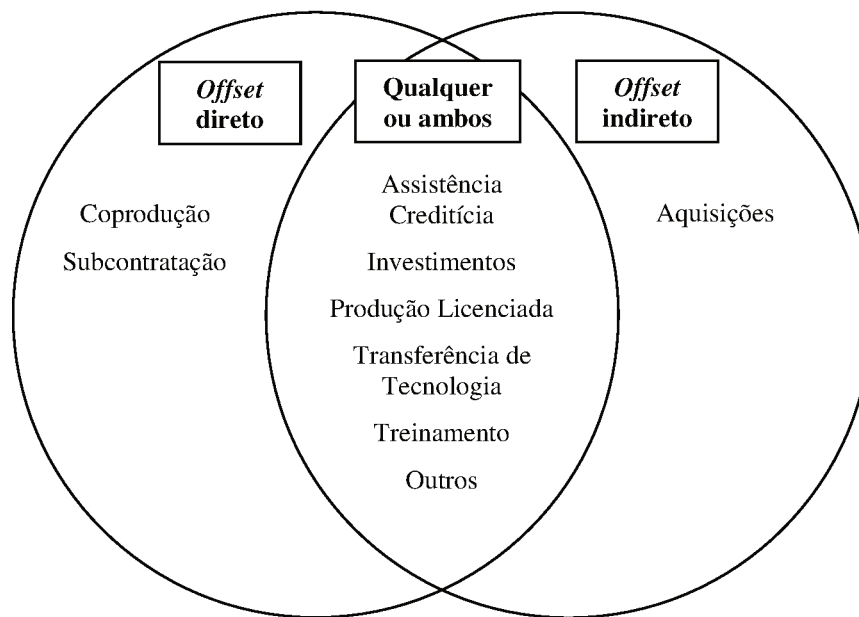 Offset
direto
Qualquer
ou ambos
Offset
indireto
Coprodução
Subcontratação
Assistência
Creditícia
Investimentos
Produção Licenciada
Transferência de
Tecnologia
Treinamento
Outros
Aquisições